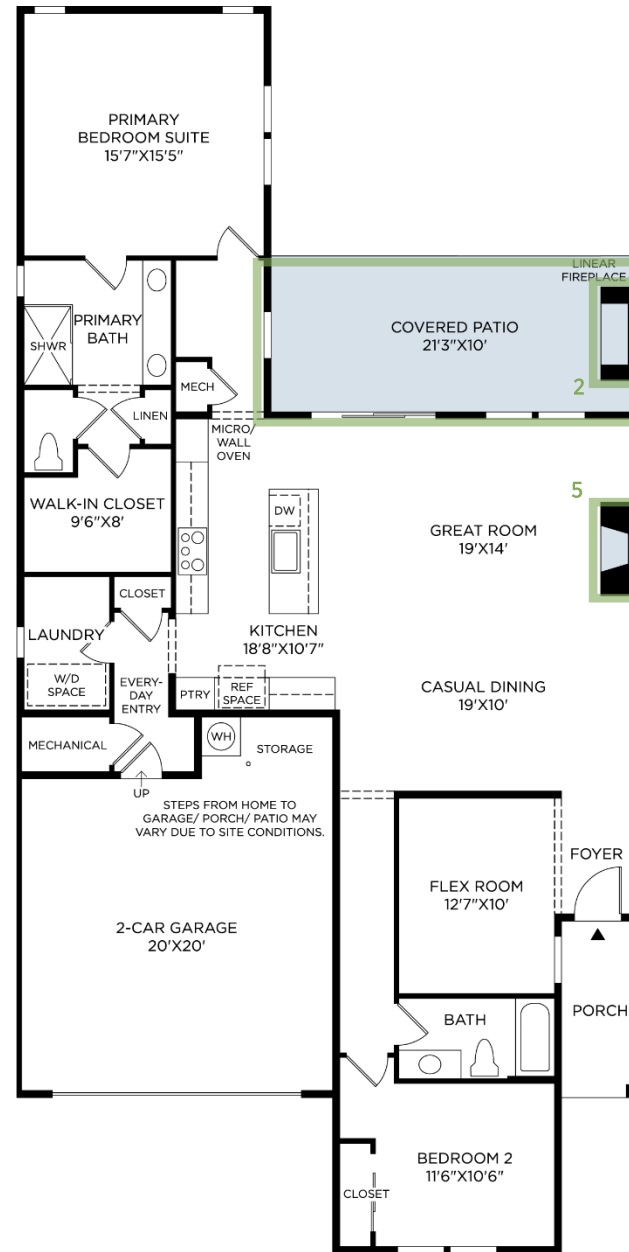 PRIMARY
BEDROOM SUITE
15'7"X15'5"
LINEAR
FIREPLACE
COVERED PATIO
21'3"X10'
2
PRIMARY
BATH
SHWR
MECH
LINEN
MICRO/
WALL
OVEN
WALK-IN CLOSET
9'6"X8'
DW
5
GREAT ROOM
19'X14'
CLOSET
LAUNDRY
KITCHEN
18'8"X10'7"
W/D
SPACE
EVERY-
DAY
ENTRY
PTRY
REF
SPACE
CASUAL DINING
19'X10'
MECHANICAL
WH
STORAGE
UP
STEPS FROM HOME TO
GARAGE/ PORCH/ PATIO MAY
VARY DUE TO SITE CONDITIONS.
FOYER
FLEX ROOM
12'7"X10'
2-CAR GARAGE
20'X20'
PORCH
BATH
BEDROOM 2
11'6"X10'6"
CLOSET